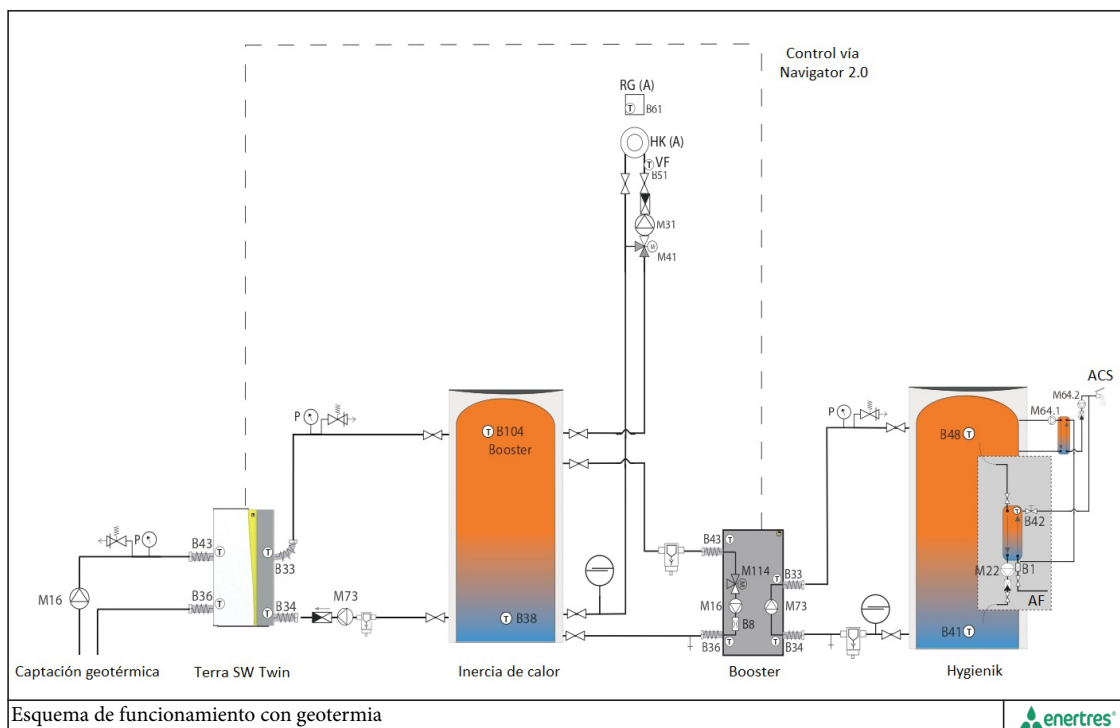 Control vía
Navigator 2.0
RG (A)
T B61
HK (A)
T VF
B51
M31
M M41
ACS
M64.2
M64.1
P
P
P
T B104
Booster
B48 T
T B42
B43 T
T B33
B43 T
M114
T B33
M16
B36 T
B34 T
M73
T B38
M16
M73
B8
B36 T
T B34
M22
B1
AF
B41 T
Captación geotérmica
Terra SW Twin
Inercia de calor
Booster
Hygienik
Esquema de funcionamiento con geotermia
enertres®